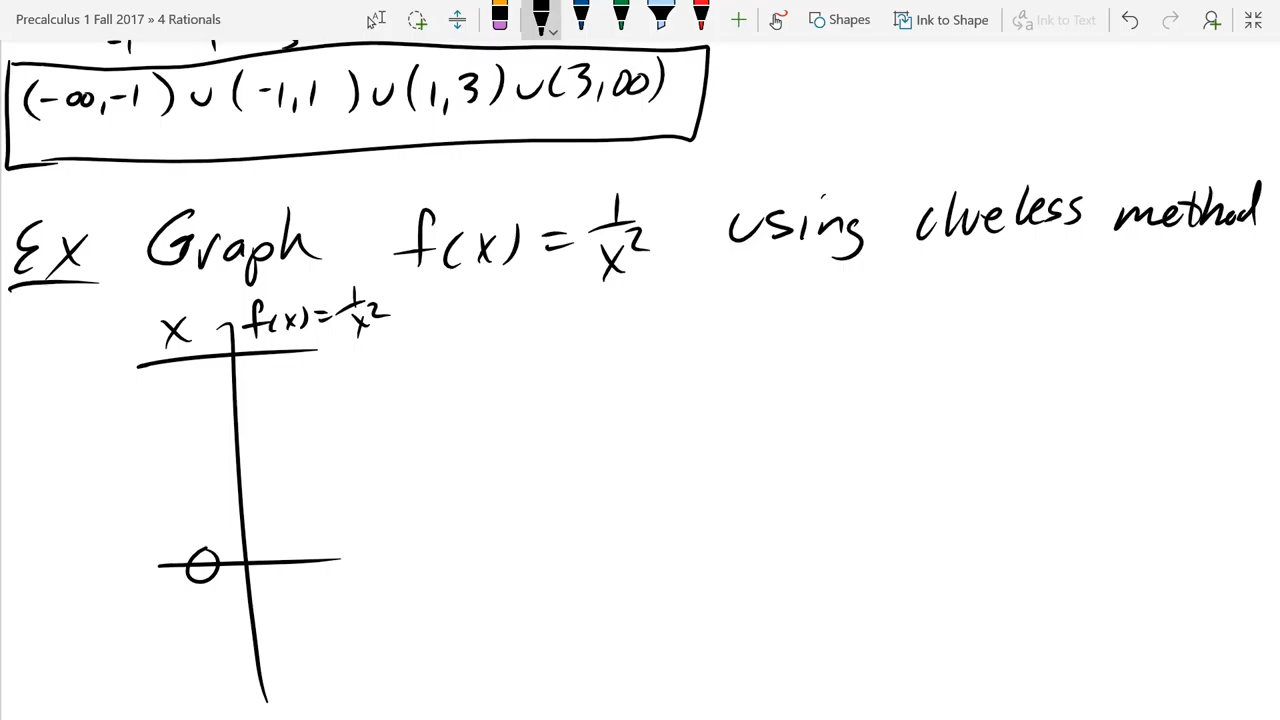 Precalculus 1 Fall 2017 » 4 Rationals
Shapes
Ink to Shape
Ink to Text
(-∞,-1) ∪ (-1,1) ∪ (1,3) ∪ (3,∞)
Ex Graph f(x) = 1/x² using clueless method
x f(x) = 1/x²
0